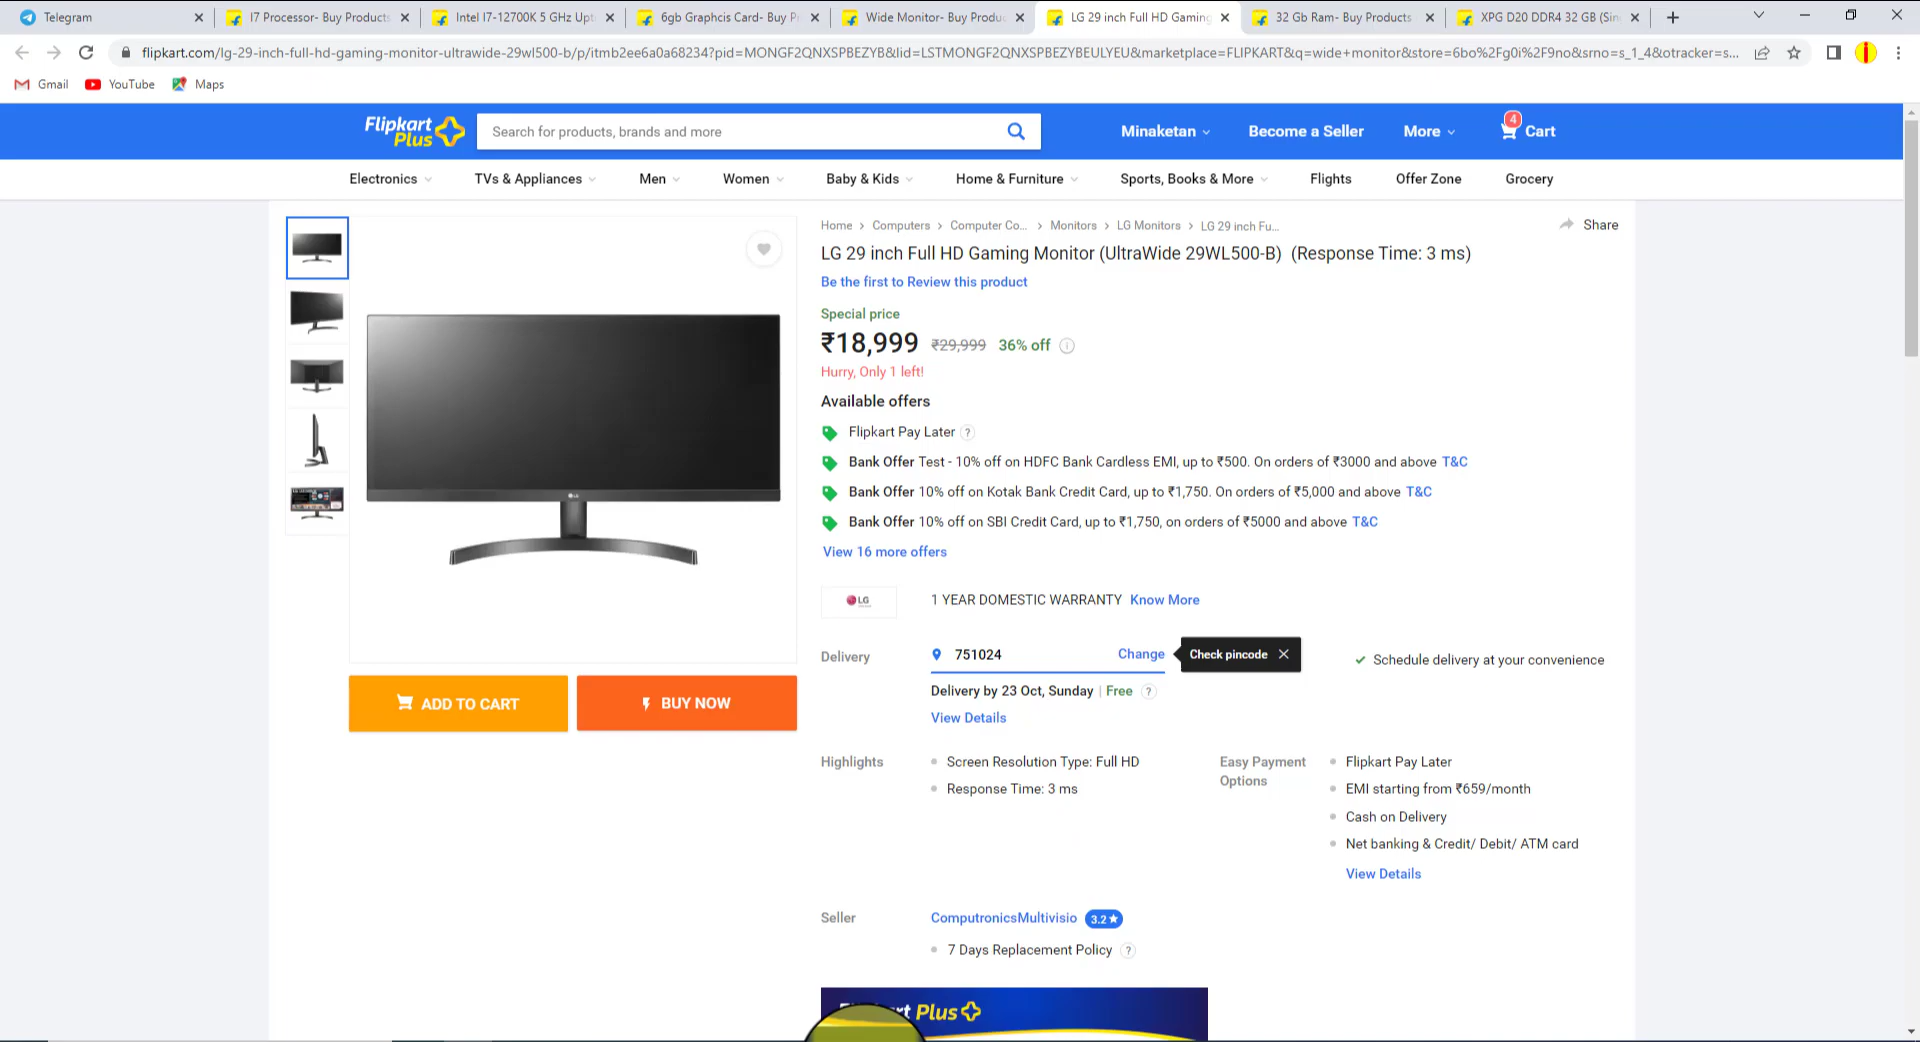 Telegram
I7 Processor- Buy Products
Intel I7-12700K 5 GHz Upto
6gb Graphcis Card- Buy Pr
Wide Monitor- Buy Produc
LG 29 inch Full HD Gaming
32 Gb Ram- Buy Products
XPG D20 DDR4 32 GB (Sin
flipkart.com/lg-29-inch-full-hd-gaming-monitor-ultrawide-29wl500-b/p/itmb2ee6a0a68234?pid=MONGF2QNXSPBEZYB&lid=LSTMONGF2QNXSPBEZYBEULYEU&marketplace=FLIPKART&q=wide+monitor&store=6bo%2Fg0i%2F9no&srno=s_1_4&otracker=s...
Gmail YouTube Maps
Flipkart
Plus
Search for products, brands and more
Minaketan
Become a Seller
More
4
Cart
Electronics TVs & Appliances Men Women Baby & Kids Home & Furniture Sports, Books & More Flights Offer Zone Grocery
Home > Computers > Computer Co... > Monitors > LG Monitors > LG 29 inch Fu...
Share
LG 29 inch Full HD Gaming Monitor (UltraWide 29WL500-B) (Response Time: 3 ms)
Be the first to Review this product
Special price
₹18,999 ₹29,999 36% off
Hurry, Only 1 left!
Available offers
Flipkart Pay Later ?
Bank Offer Test - 10% off on HDFC Bank Cardless EMI, up to ₹500. On orders of ₹3000 and above T&C
Bank Offer 10% off on Kotak Bank Credit Card, up to ₹1,750. On orders of ₹5,000 and above T&C
Bank Offer 10% off on SBI Credit Card, up to ₹1,750, on orders of ₹5000 and above T&C
View 16 more offers
LG
1 YEAR DOMESTIC WARRANTY Know More
Delivery
751024
Change
Check pincode
Schedule delivery at your convenience
Delivery by 23 Oct, Sunday | Free ?
View Details
ADD TO CART
BUY NOW
Highlights
Screen Resolution Type: Full HD
Response Time: 3 ms
Easy Payment
Options
Flipkart Pay Later
EMI starting from ₹659/month
Cash on Delivery
Net banking & Credit/ Debit/ ATM card
View Details
Seller
ComputronicsMultivisio 3.2★
7 Days Replacement Policy ?
Plus